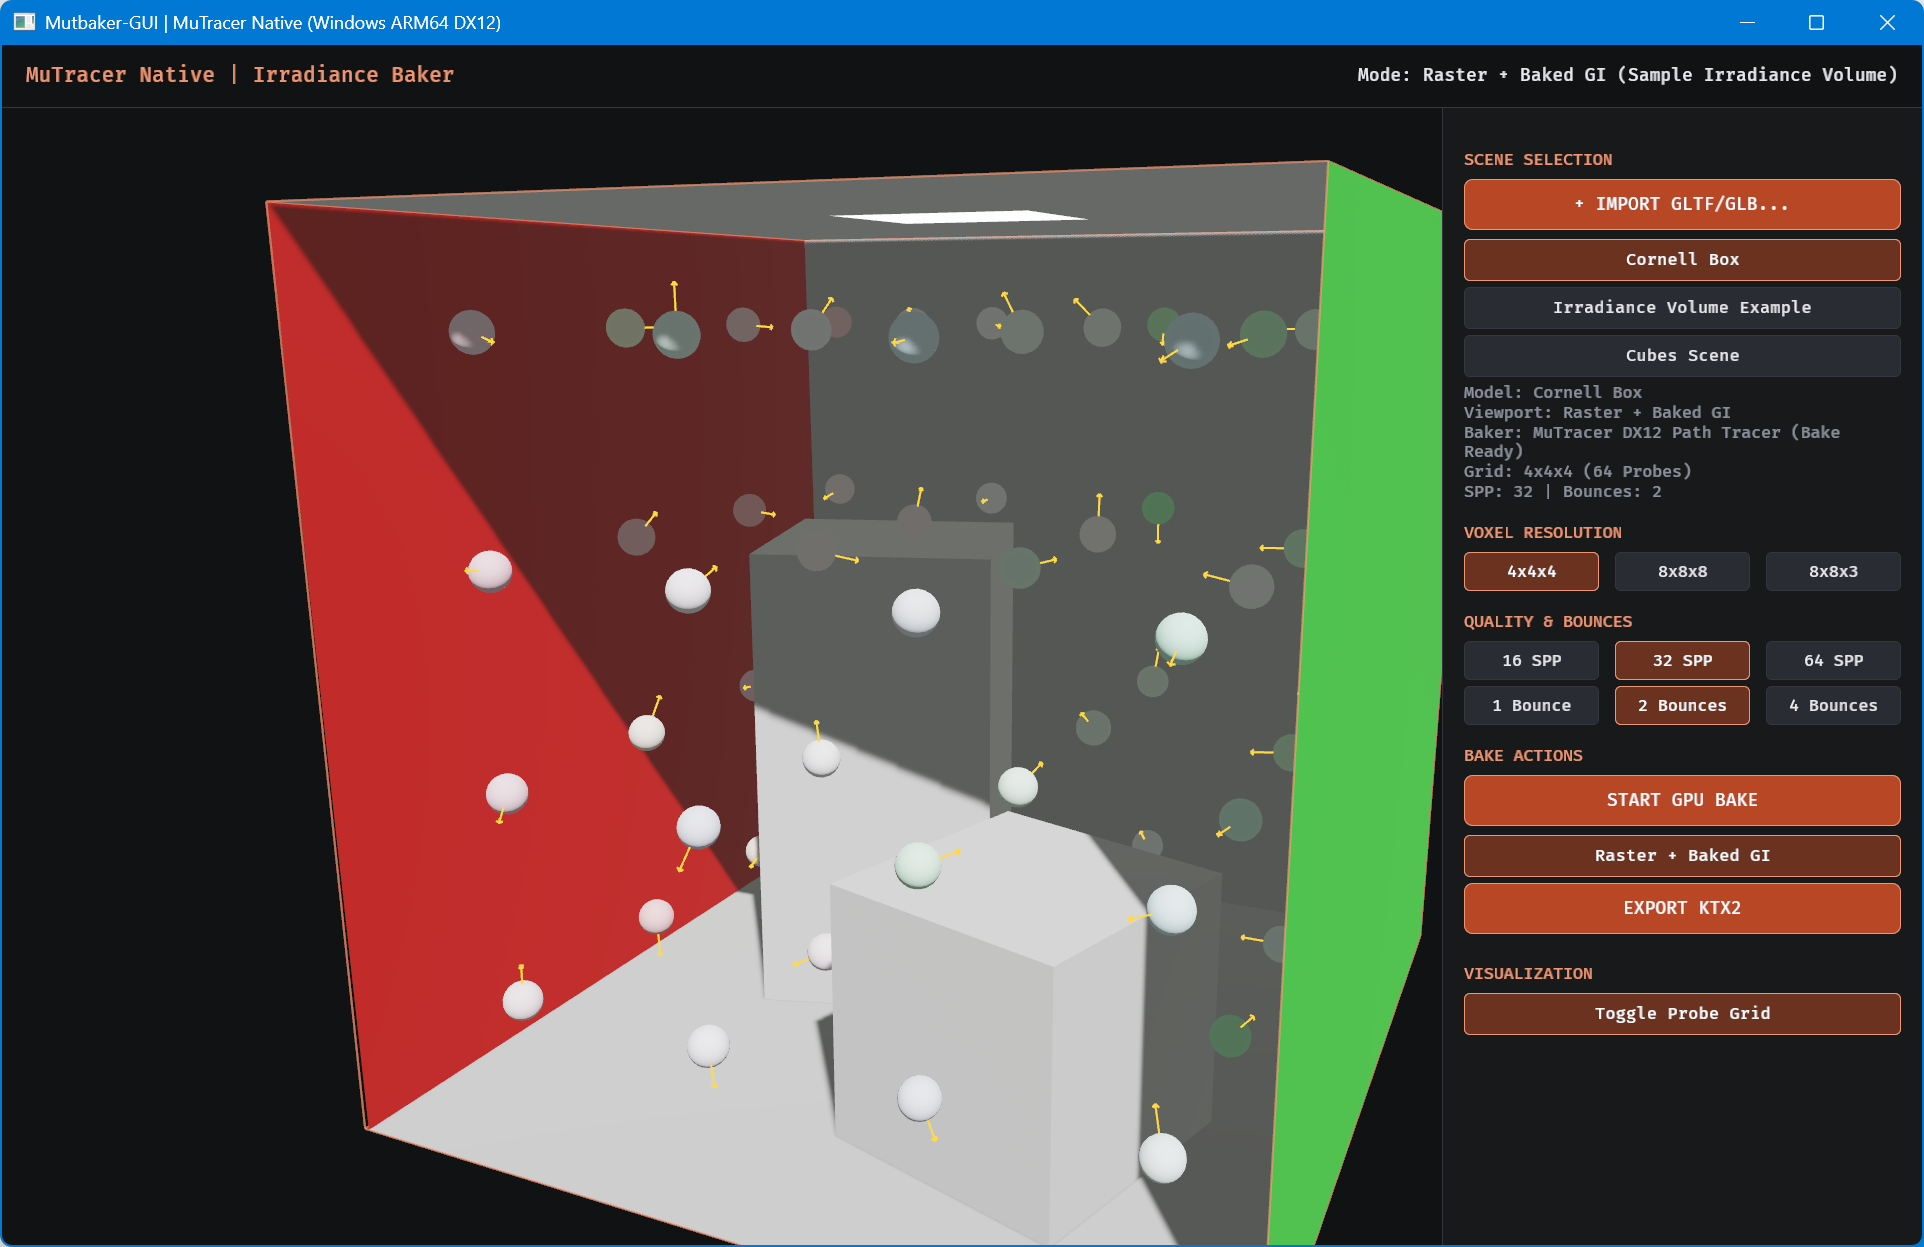 Mutbaker-GUI | MuTracer Native (Windows ARM64 DX12)
MuTracer Native | Irradiance Baker
Mode: Raster + Baked GI (Sample Irradiance Volume)
SCENE SELECTION
+ IMPORT GLTF/GLB...
Cornell Box
Irradiance Volume Example
Cubes Scene
Model: Cornell Box
Viewport: Raster + Baked GI
Baker: MuTracer DX12 Path Tracer (Bake
Ready)
Grid: 4x4x4 (64 Probes)
SPP: 32 | Bounces: 2
VOXEL RESOLUTION
4x4x4 8x8x8 8x8x3
QUALITY & BOUNCES
16 SPP 32 SPP 64 SPP
1 Bounce 2 Bounces 4 Bounces
BAKE ACTIONS
START GPU BAKE
Raster + Baked GI
EXPORT KTX2
VISUALIZATION
Toggle Probe Grid